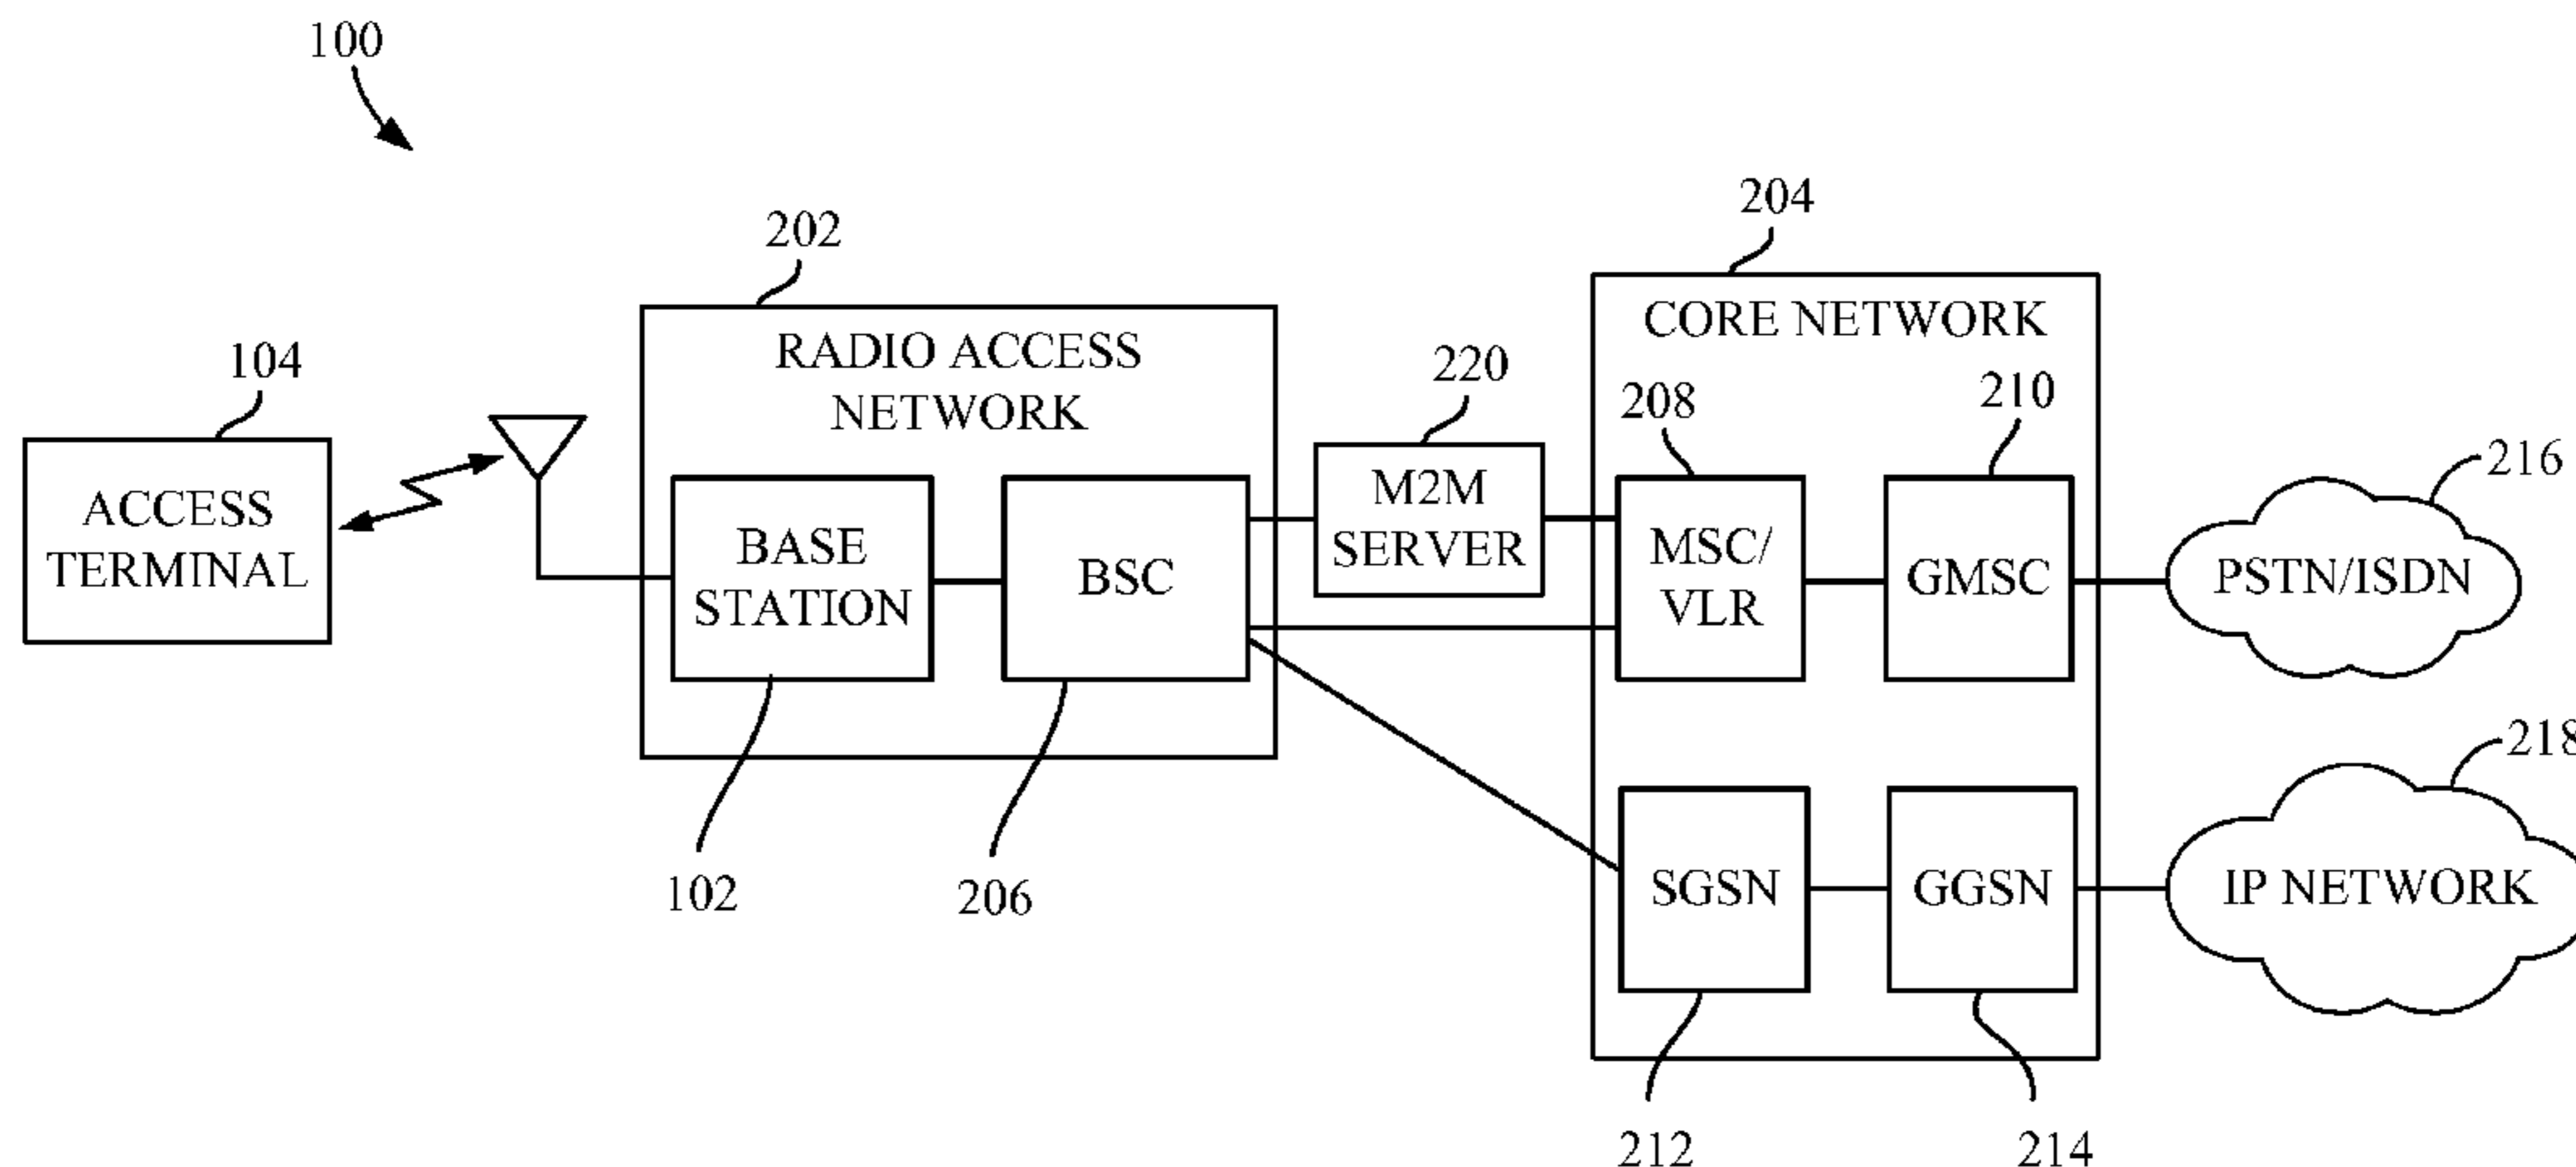 100
202
204
RADIO ACCESS
NETWORK
CORE NETWORK
104
220
208
210
216
ACCESS
TERMINAL
BASE
STATION
BSC
M2M
SERVER
MSC/
VLR
GMSC
PSTN/ISDN
218
102
206
SGSN
GGSN
IP NETWORK
212
214